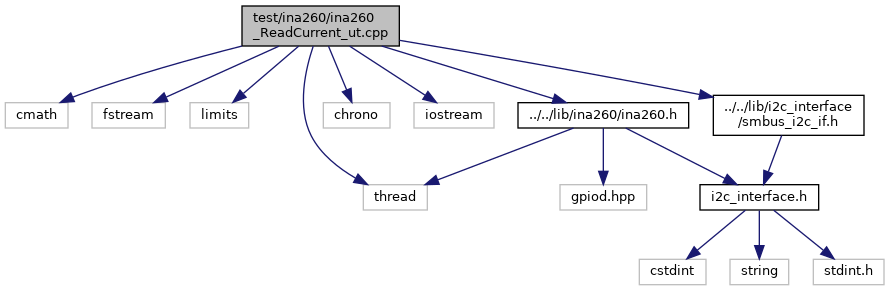 test/ina260/ina260
_ReadCurrent_ut.cpp
cmath
fstream
limits
chrono
iostream
../../lib/ina260/ina260.h
../../lib/i2c_interface
/smbus_i2c_if.h
thread
gpiod.hpp
i2c_interface.h
cstdint
string
stdint.h